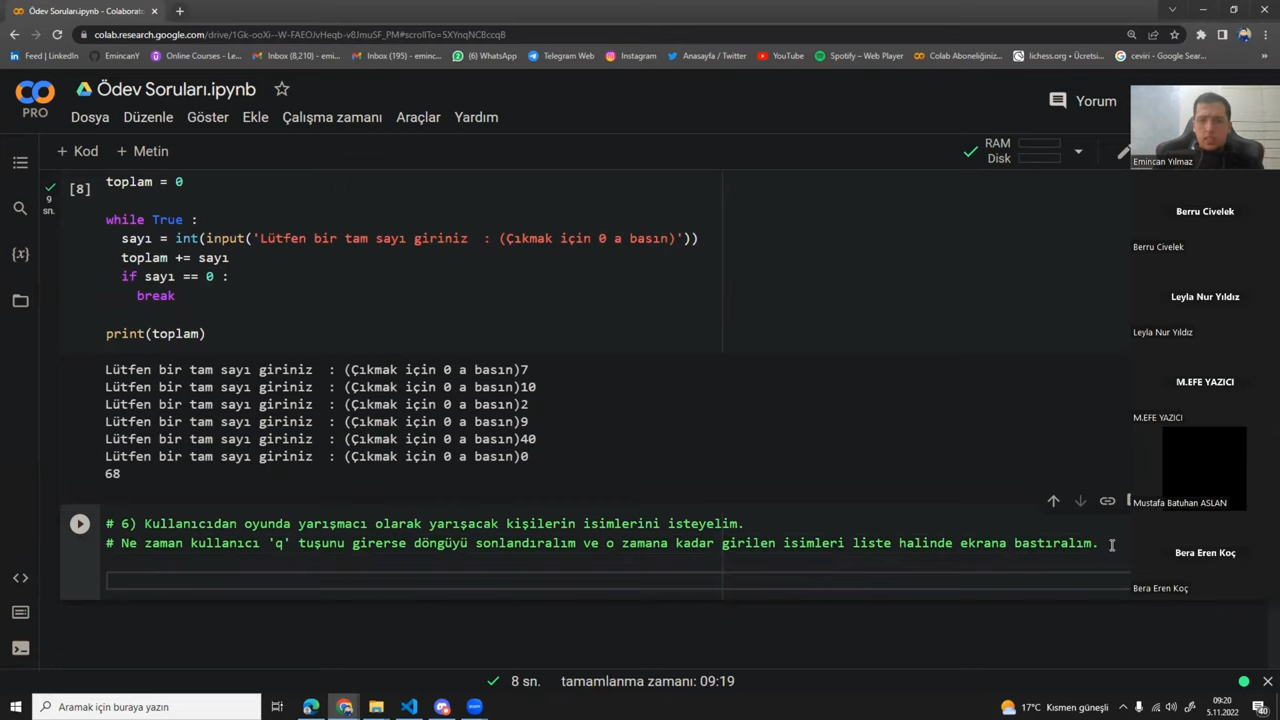 Ödev Soruları.ipynb - Colaborato
colab.research.google.com/drive/1Gk-ooXi--W-FAEOJvHeqb-v8JmuSF_PM#scrollTo=5XYnqNCBccqB
Feed | LinkedIn
EmincanY
Online Courses - Le...
Inbox (8,210) - emi...
Inbox (195) - eminc...
(6) WhatsApp
Telegram Web
Instagram
Anasayfa / Twitter
YouTube
Spotify – Web Player
Colab Aboneliğiniz...
lichess.org • Ücretsi...
ceviri - Google Sear...
PRO
Ödev Soruları.ipynb
Yorum
Dosya Düzenle Göster Ekle Çalışma zamanı Araçlar Yardım
+ Kod + Metin
RAM
Disk
[8]
9
sn.
toplam = 0
while True :
sayı = int(input('Lütfen bir tam sayı giriniz  : (Çıkmak için 0 a basın)'))
toplam += sayı
if sayı == 0 :
break
print(toplam)
Lütfen bir tam sayı giriniz  : (Çıkmak için 0 a basın)7
Lütfen bir tam sayı giriniz  : (Çıkmak için 0 a basın)10
Lütfen bir tam sayı giriniz  : (Çıkmak için 0 a basın)2
Lütfen bir tam sayı giriniz  : (Çıkmak için 0 a basın)9
Lütfen bir tam sayı giriniz  : (Çıkmak için 0 a basın)40
Lütfen bir tam sayı giriniz  : (Çıkmak için 0 a basın)0
68
# 6) Kullanıcıdan oyunda yarışmacı olarak yarışacak kişilerin isimlerini isteyelim.
# Ne zaman kullanıcı 'q' tuşunu girerse döngüyü sonlandıralım ve o zamana kadar girilen isimleri liste halinde ekrana bastıralım.
Emincan Yılmaz
Berru Civelek
Berru Civelek
Leyla Nur Yıldız
Leyla Nur Yıldız
M.EFE YAZICI
M.EFE YAZICI
Mustafa Batuhan ASLAN
Bera Eren Koç
Bera Eren Koç
8 sn. tamamlanma zamanı: 09:19
Aramak için buraya yazın
17°C Kısmen güneşli
09:20
5.11.2022
40